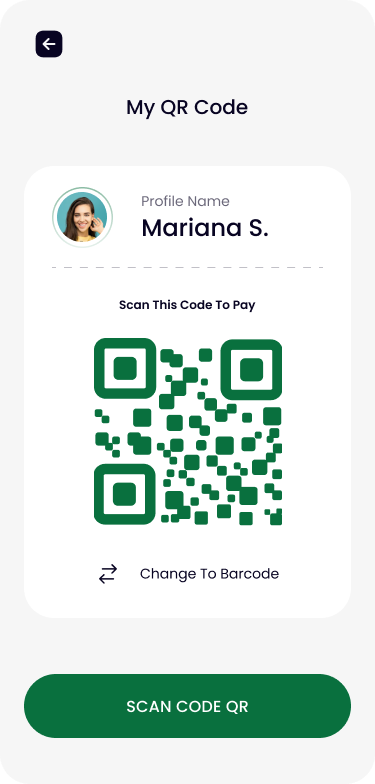 My QR Code
Profile Name
Mariana S.
Scan This Code To Pay
Change To Barcode
SCAN CODE QR